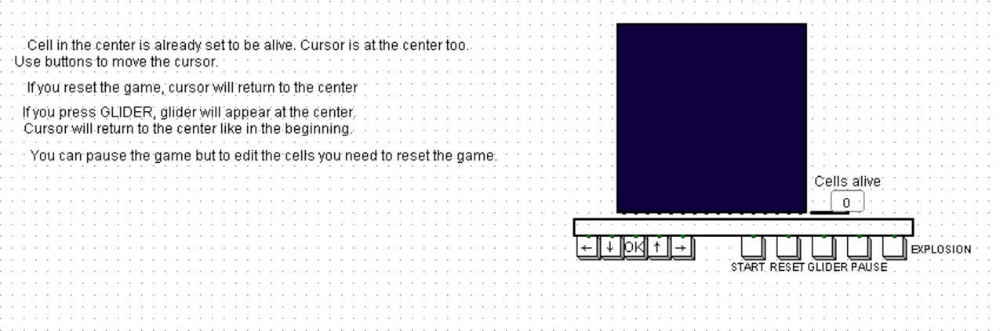 Cell in the center is already set to be alive. Cursor is at the center too.
Use buttons to move the cursor.
If you reset the game, cursor will return to the center
If you press GLIDER, glider will appear at the center.
Cursor will return to the center like in the beginning.
You can pause the game but to edit the cells you need to reset the game.
Cells alive
0
← ↓ OK ↑ →
EXPLOSION
START RESET GLIDER PAUSE